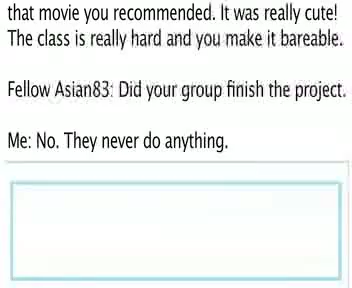 that movie you recommended. It was really cute!
The class is really hard and you make it bareable.
Fellow Asian83: Did your group finish the project.
Me: No. They never do anything.